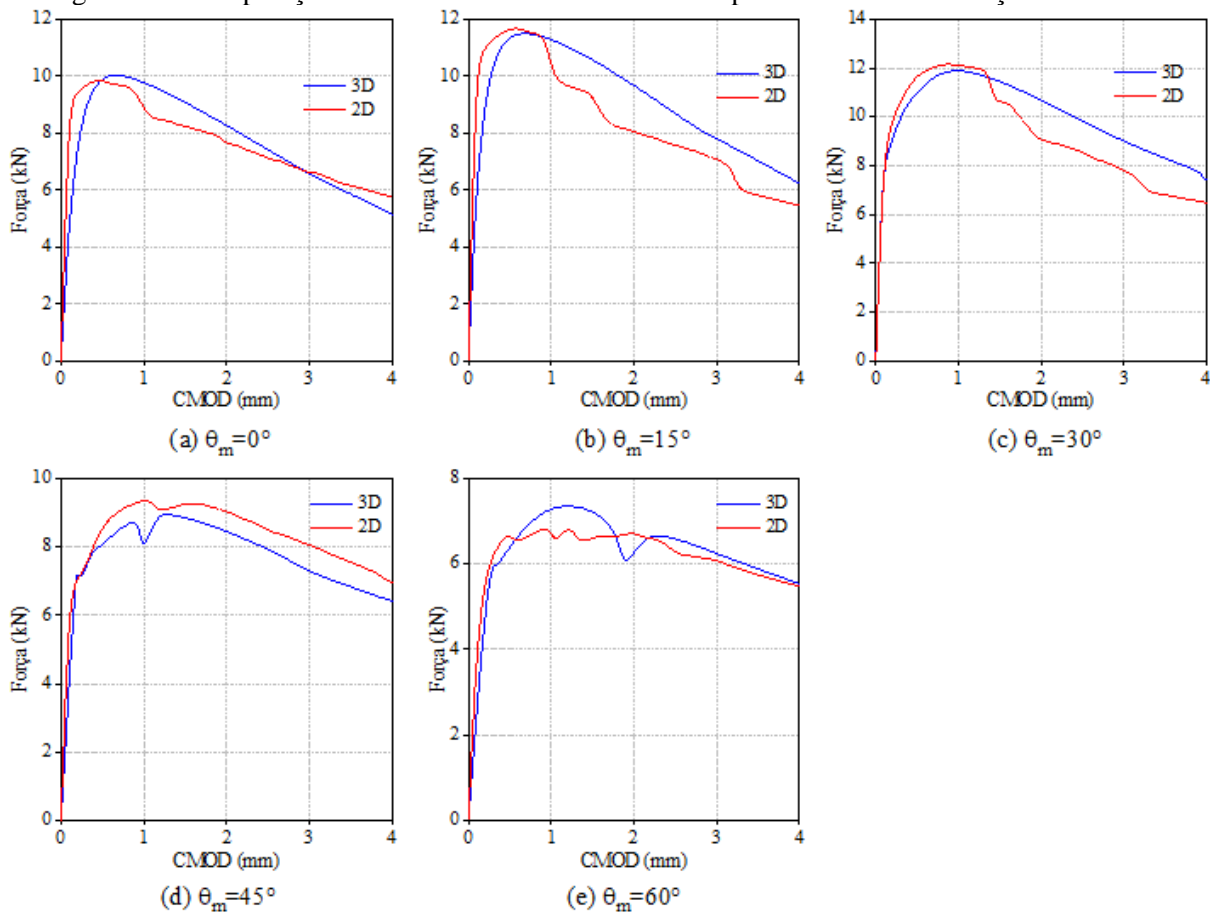 12
10
8
6
4
2
0
Força (kN)
3D
2D
0 1 2 3 4
CMOD (mm)
(a) θm=0°
12
10
8
6
4
2
0
Força (kN)
3D
2D
0 1 2 3 4
CMOD (mm)
(b) θm=15°
14
12
10
8
6
4
2
0
Força (kN)
3D
2D
0 1 2 3 4
CMOD (mm)
(c) θm=30°
10
8
6
4
2
0
Força (kN)
3D
2D
0 1 2 3 4
CMOD (mm)
(d) θm=45°
8
6
4
2
0
Força (kN)
3D
2D
0 1 2 3 4
CMOD (mm)
(e) θm=60°